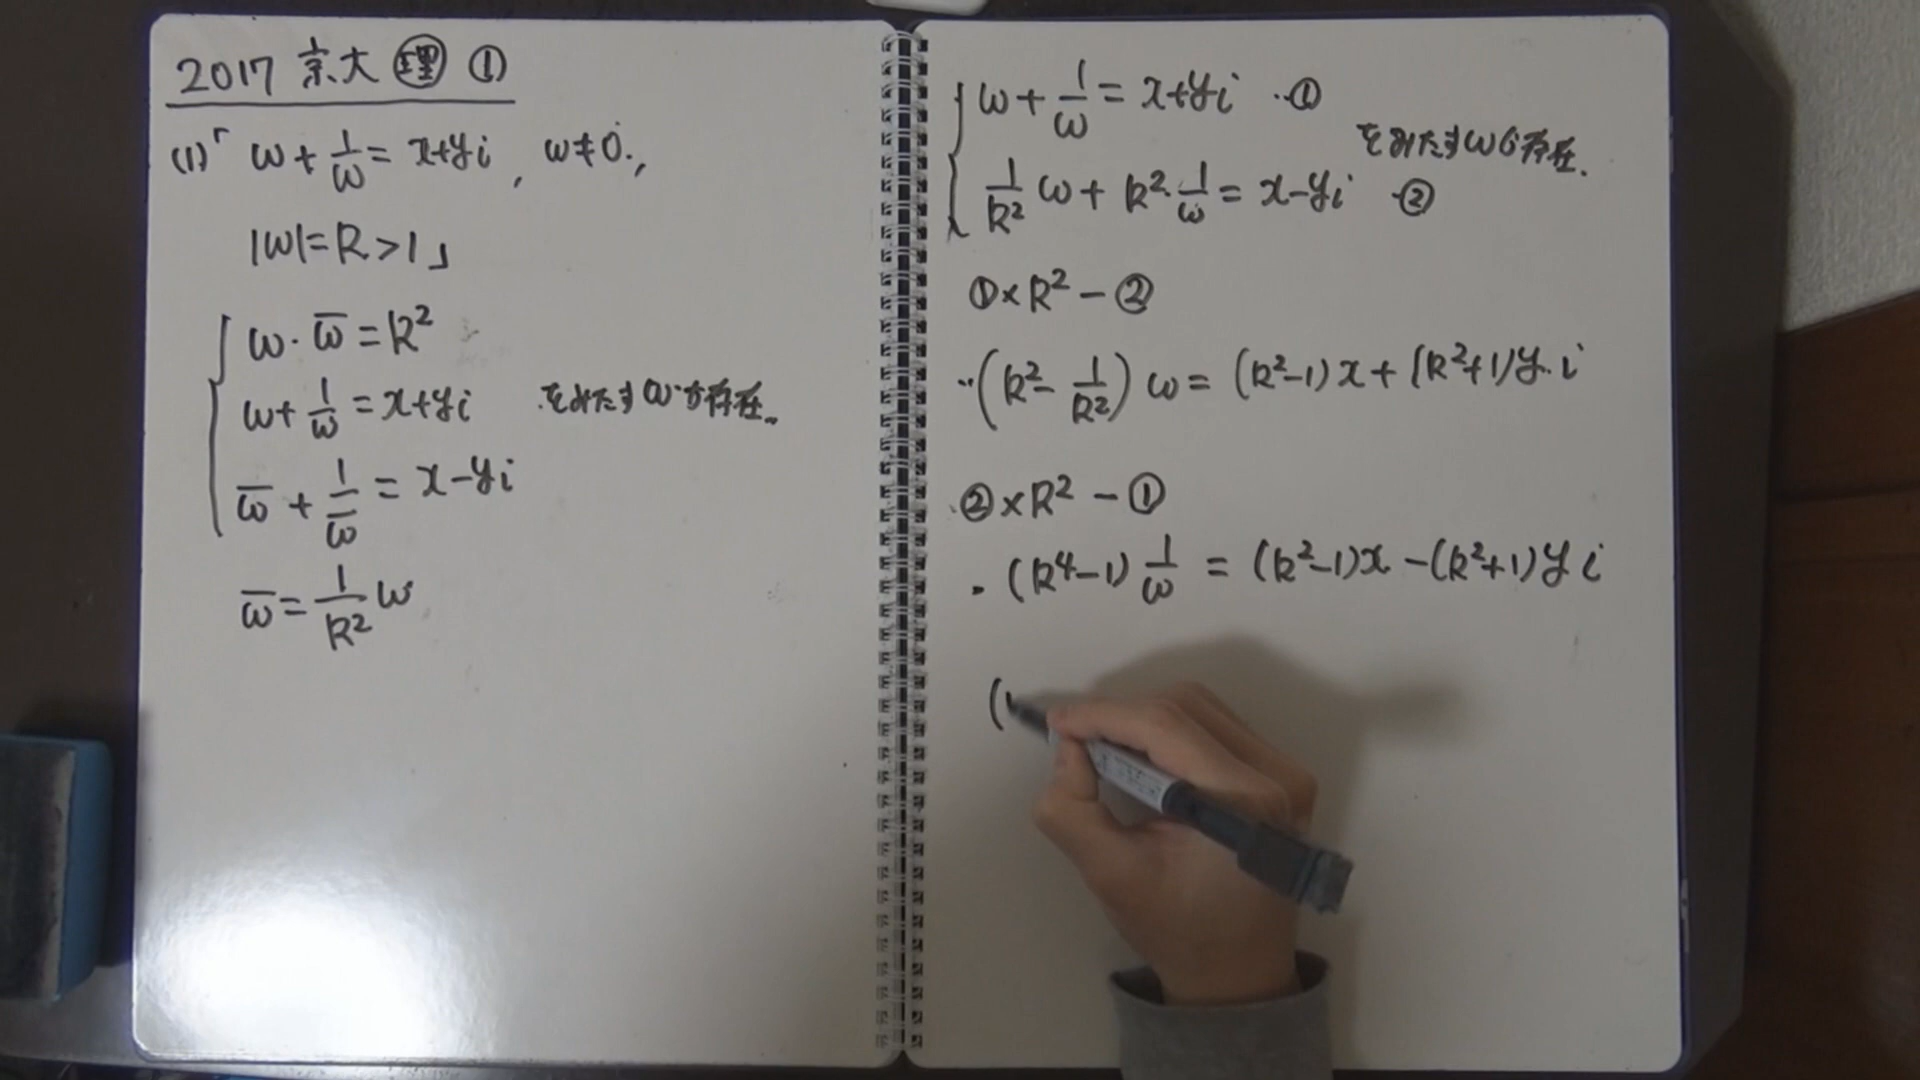 2017 京大 理 ①
(1)「 ω + 1/ω = x+yi , ω≠0.,
|ω|=R>1」
ω・ω̅ = R²
ω + 1/ω = x+yi をみたすωが存在.
ω̅ + 1/ω̅ = x-yi
ω̅ = 1/R² ω
ω + 1/ω = x+yi ・・①
をみたすωが存在.
1/R² ω + R²・1/ω = x-yi ・②
①×R² - ②
(R² - 1/R²) ω = (R²-1)x + (R²+1)y・i
②×R² - ①
(R⁴-1) 1/ω = (R²-1)x - (R²+1)y i
(